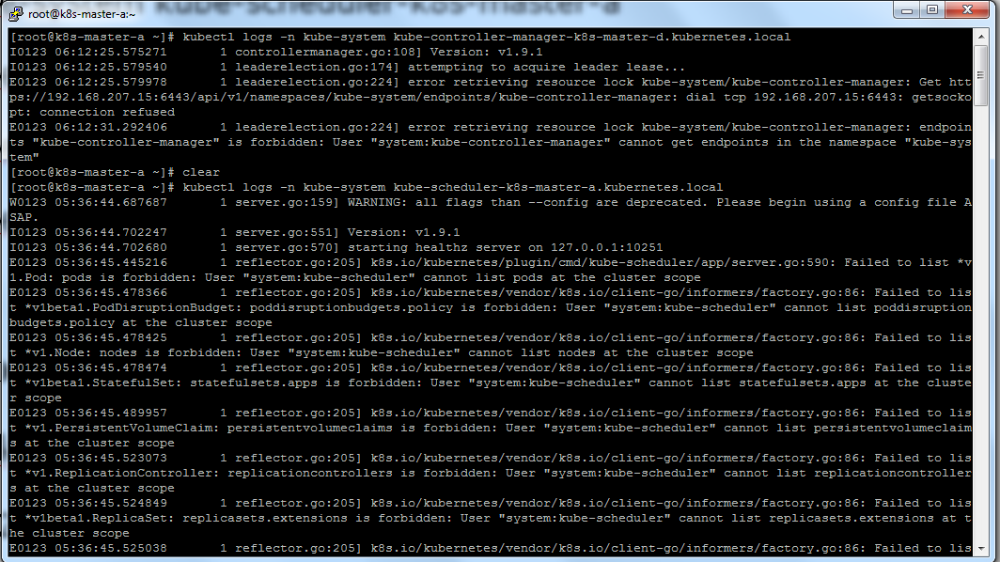 root@k8s-master-a:~
[root@k8s-master-a ~]# kubectl logs -n kube-system kube-controller-manager-k8s-master-d.kubernetes.local
I0123 06:12:25.575271       1 controllermanager.go:108] Version: v1.9.1
I0123 06:12:25.579540       1 leaderelection.go:174] attempting to acquire leader lease...
E0123 06:12:25.579978       1 leaderelection.go:224] error retrieving resource lock kube-system/kube-controller-manager: Get htt
ps://192.168.207.15:6443/api/v1/namespaces/kube-system/endpoints/kube-controller-manager: dial tcp 192.168.207.15:6443: getsocko
pt: connection refused
E0123 06:12:31.292406       1 leaderelection.go:224] error retrieving resource lock kube-system/kube-controller-manager: endpoin
ts "kube-controller-manager" is forbidden: User "system:kube-controller-manager" cannot get endpoints in the namespace "kube-sys
tem"
[root@k8s-master-a ~]# clear
[root@k8s-master-a ~]# kubectl logs -n kube-system kube-scheduler-k8s-master-a.kubernetes.local
W0123 05:36:44.687687       1 server.go:159] WARNING: all flags than --config are deprecated. Please begin using a config file A
SAP.
I0123 05:36:44.702247       1 server.go:551] Version: v1.9.1
I0123 05:36:44.702680       1 server.go:570] starting healthz server on 127.0.0.1:10251
E0123 05:36:45.445216       1 reflector.go:205] k8s.io/kubernetes/plugin/cmd/kube-scheduler/app/server.go:590: Failed to list *v
1.Pod: pods is forbidden: User "system:kube-scheduler" cannot list pods at the cluster scope
E0123 05:36:45.478366       1 reflector.go:205] k8s.io/kubernetes/vendor/k8s.io/client-go/informers/factory.go:86: Failed to lis
t *v1beta1.PodDisruptionBudget: poddisruptionbudgets.policy is forbidden: User "system:kube-scheduler" cannot list poddisruption
budgets.policy at the cluster scope
E0123 05:36:45.478425       1 reflector.go:205] k8s.io/kubernetes/vendor/k8s.io/client-go/informers/factory.go:86: Failed to lis
t *v1.Node: nodes is forbidden: User "system:kube-scheduler" cannot list nodes at the cluster scope
E0123 05:36:45.478474       1 reflector.go:205] k8s.io/kubernetes/vendor/k8s.io/client-go/informers/factory.go:86: Failed to lis
t *v1beta1.StatefulSet: statefulsets.apps is forbidden: User "system:kube-scheduler" cannot list statefulsets.apps at the cluste
r scope
E0123 05:36:45.489957       1 reflector.go:205] k8s.io/kubernetes/vendor/k8s.io/client-go/informers/factory.go:86: Failed to lis
t *v1.PersistentVolumeClaim: persistentvolumeclaims is forbidden: User "system:kube-scheduler" cannot list persistentvolumeclaim
s at the cluster scope
E0123 05:36:45.523073       1 reflector.go:205] k8s.io/kubernetes/vendor/k8s.io/client-go/informers/factory.go:86: Failed to lis
t *v1.ReplicationController: replicationcontrollers is forbidden: User "system:kube-scheduler" cannot list replicationcontroller
s at the cluster scope
E0123 05:36:45.524849       1 reflector.go:205] k8s.io/kubernetes/vendor/k8s.io/client-go/informers/factory.go:86: Failed to lis
t *v1beta1.ReplicaSet: replicasets.extensions is forbidden: User "system:kube-scheduler" cannot list replicasets.extensions at t
he cluster scope
E0123 05:36:45.525038       1 reflector.go:205] k8s.io/kubernetes/vendor/k8s.io/client-go/informers/factory.go:86: Failed to lis